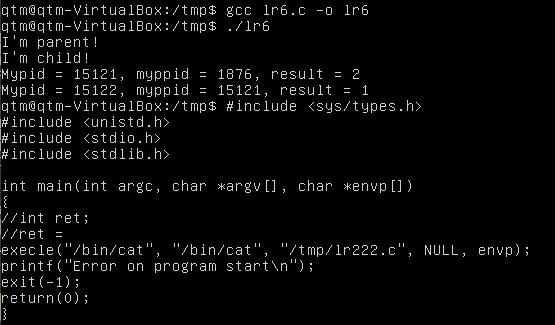 qtm@qtm-VirtualBox:/tmp$ gcc lr6.c -o lr6
qtm@qtm-VirtualBox:/tmp$ ./lr6
I'm parent!
I'm child!
Mypid = 15121, myppid = 1876, result = 2
Mypid = 15122, myppid = 15121, result = 1
qtm@qtm-VirtualBox:/tmp$ #include <sys/types.h>
#include <unistd.h>
#include <stdio.h>
#include <stdlib.h>
int main(int argc, char *argv[], char *envp[])
{
//int ret;
//ret =
execle("/bin/cat", "/bin/cat", "/tmp/lr222.c", NULL, envp);
printf("Error on program start\n");
exit(-1);
return(0);
}